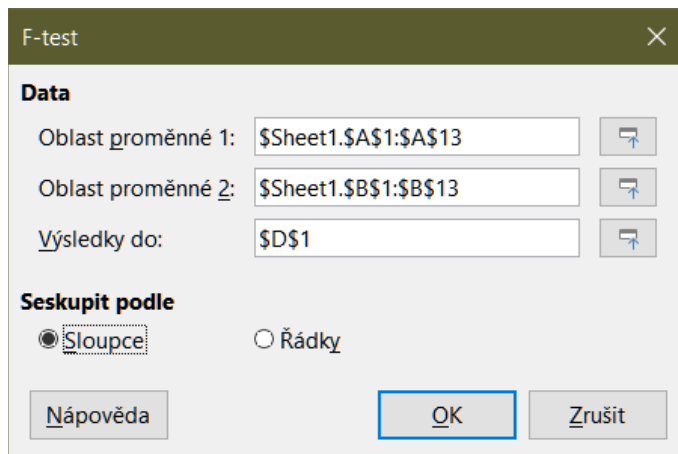 F-test
Data
Oblast proměnné 1: $Sheet1.$A$1:$A$13
Oblast proměnné 2: $Sheet1.$B$1:$B$13
Výsledky do: $D$1
Seskupit podle
Sloupce Řádky
Nápověda OK Zrušit